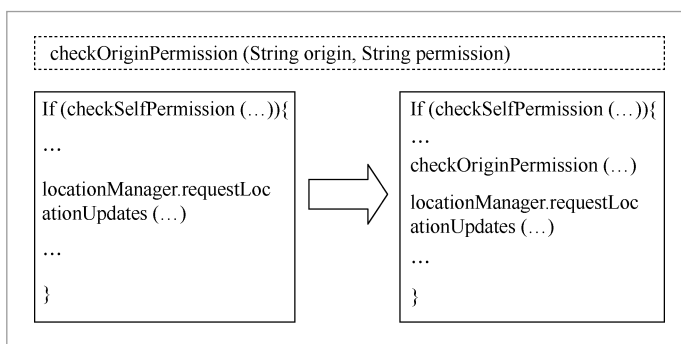 checkOriginPermission (String origin, String permission)
If (checkSelfPermission (…)){
…
locationManager.requestLoc
ationUpdates (…)
…
}
If (checkSelfPermission (…)){
…
checkOriginPermission (…)
locationManager.requestLoc
ationUpdates (…)
…
}